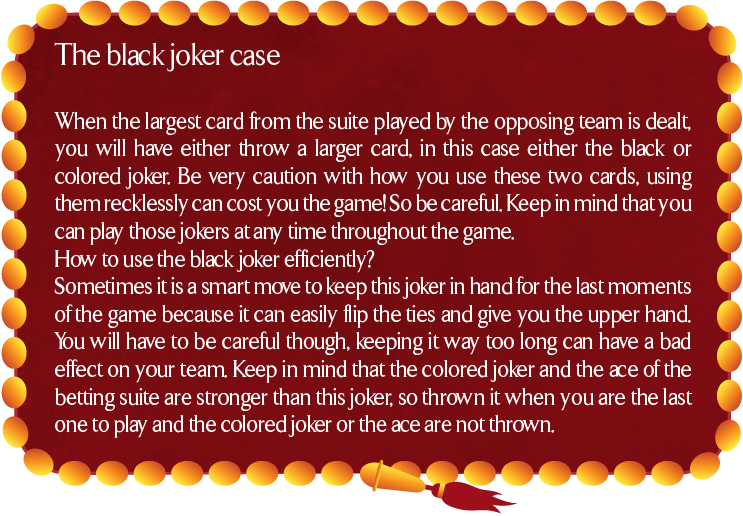 The black joker case
When the largest card from the suite played by the opposing team is dealt,
you will have either throw a larger card, in this case either the black or
colored joker. Be very caution with how you use these two cards, using
them recklessly can cost you the game! So be careful. Keep in mind that you
can play those jokers at any time throughout the game.
How to use the black joker efficiently?
Sometimes it is a smart move to keep this joker in hand for the last moments
of the game because it can easily flip the ties and give you the upper hand.
You will have to be careful though, keeping it way too long can have a bad
effect on your team. Keep in mind that the colored joker and the ace of the
betting suite are stronger than this joker, so thrown it when you are the last
one to play and the colored joker or the ace are not thrown.